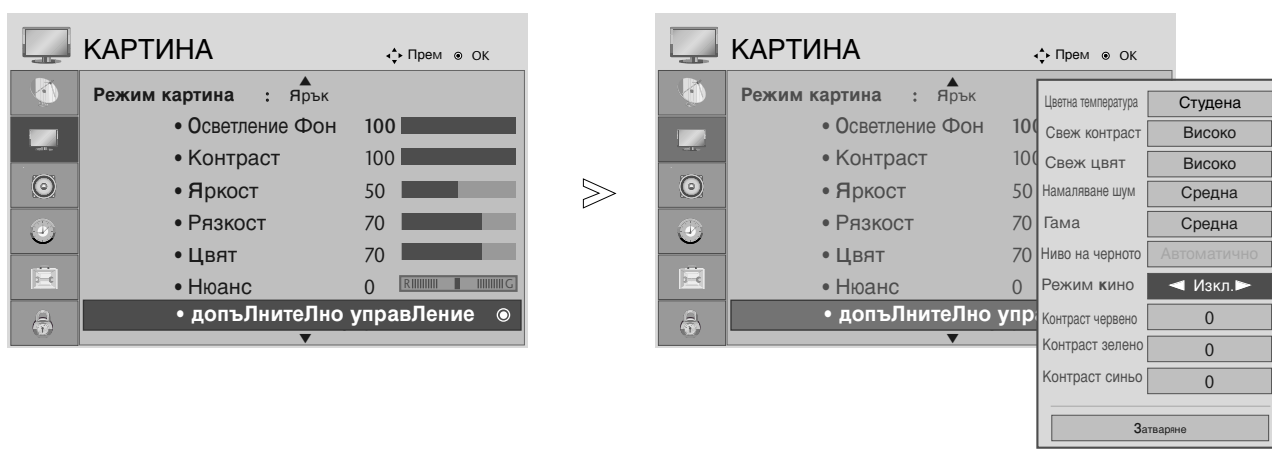 КАРТИНА Прем ОК
Режим картина : Ярък
• Осветление Фон 100
• Контраст 100
• Яркост 50
• Рязкост 70
• Цвят 70
• Нюанс 0 R G
• допъЛнитеЛно управЛение
КАРТИНА Прем ОК
Режим картина : Ярък
• Осветление Фон 100
• Контраст 100
• Яркост 50
• Рязкост 70
• Цвят 70
• Нюанс 0
• допъЛнитеЛно упра
Цветна температура Студена
Свеж контраст Високо
Свеж цвят Високо
Намаляване шум Средна
Гама Средна
Ниво на черното Автоматично
Режим кино ◄ Изкл.►
Контраст червено 0
Контраст зелено 0
Контраст синьо 0
Затваряне